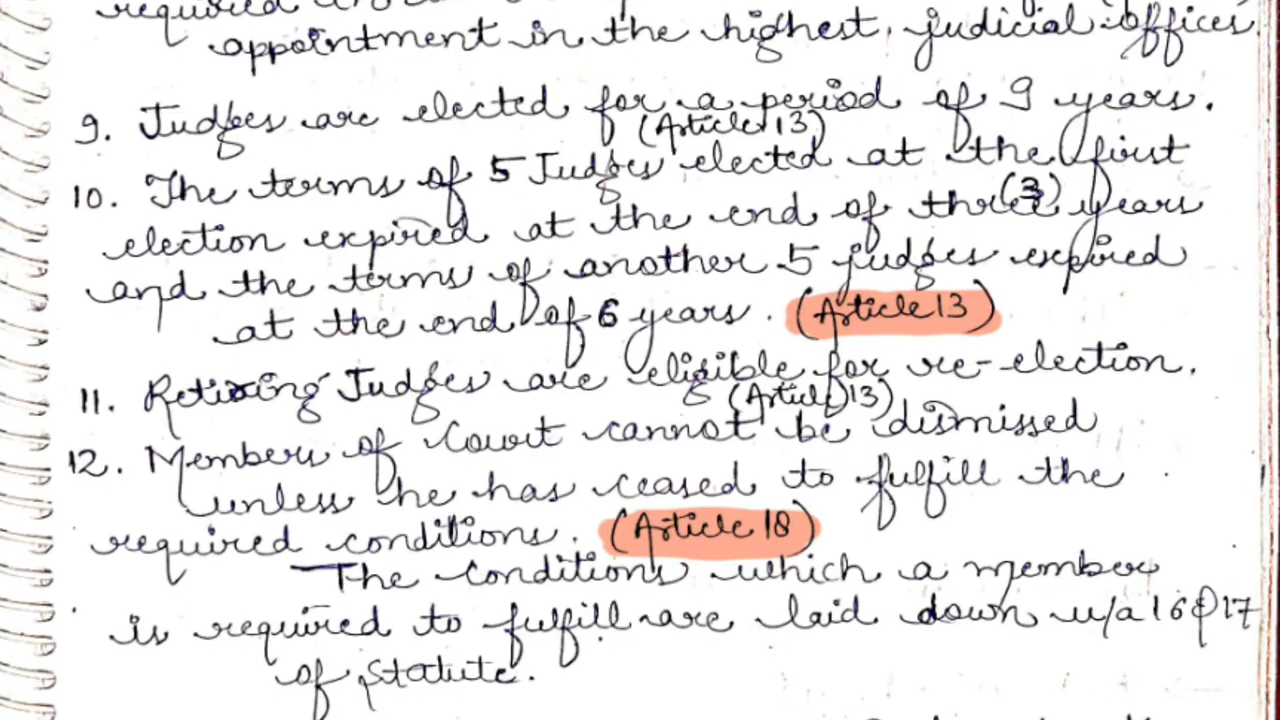 required
appointment in the highest judicial offices
9. Judges are elected for a period of 9 years.
(Article 13)
10. The terms of 5 Judges elected at the first
election expired at the end of three (3) years
and the terms of another 5 judges expired
at the end of 6 years. (Article 13)
11. Retiring Judges are eligible for re-election.
(Article 13)
12. Members of Court cannot be dismissed
unless he has ceased to fulfill the
required conditions. (Article 18)
The conditions which a member
is required to fulfill are laid down u/a 16 & 17
of statute.